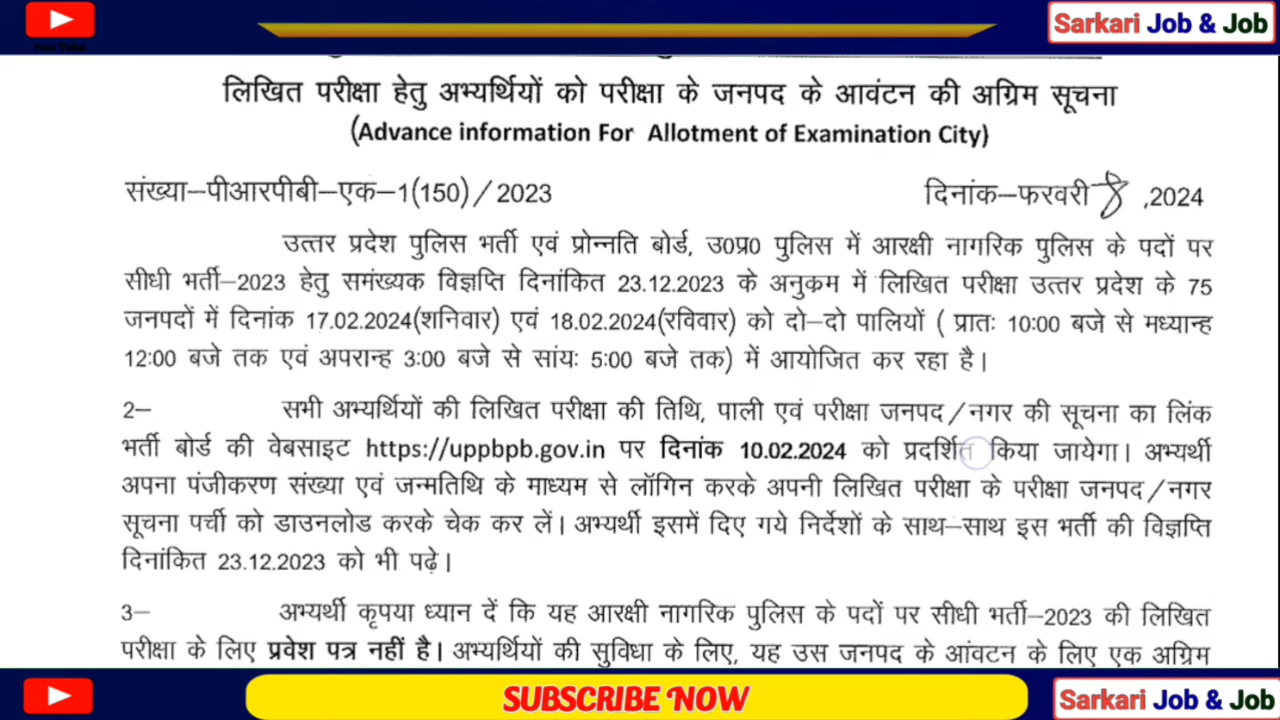 You Tube
Sarkari Job & Job
लिखित परीक्षा हेतु अभ्यर्थियों को परीक्षा के जनपद के आवंटन की अग्रिम सूचना
(Advance information For Allotment of Examination City)
संख्या–पीआरपीबी–एक–1(150)/2023 दिनांक–फरवरी 8 ,2024
उत्तर प्रदेश पुलिस भर्ती एवं प्रोन्नति बोर्ड, उ0प्र0 पुलिस में आरक्षी नागरिक पुलिस के पदों पर
सीधी भर्ती–2023 हेतु समंख्यक विज्ञप्ति दिनांकित 23.12.2023 के अनुकम में लिखित परीक्षा उत्तर प्रदेश के 75
जनपदों में दिनांक 17.02.2024(शनिवार) एवं 18.02.2024(रविवार) को दो–दो पालियों ( प्रातः 10:00 बजे से मध्यान्ह
12:00 बजे तक एवं अपरान्ह 3:00 बजे से सांयः 5:00 बजे तक) में आयोजित कर रहा है।
2– सभी अभ्यर्थियों की लिखित परीक्षा की तिथि, पाली एवं परीक्षा जनपद/नगर की सूचना का लिंक
भर्ती बोर्ड की वेबसाइट https://uppbpb.gov.in पर दिनांक 10.02.2024 को प्रदर्शित किया जायेगा। अभ्यर्थी
अपना पंजीकरण संख्या एवं जन्मतिथि के माध्यम से लॉगिन करके अपनी लिखित परीक्षा के परीक्षा जनपद/नगर
सूचना पर्ची को डाउनलोड करके चेक कर लें। अभ्यर्थी इसमें दिए गये निर्देशों के साथ–साथ इस भर्ती की विज्ञप्ति
दिनांकित 23.12.2023 को भी पढ़े।
3– अभ्यर्थी कृपया ध्यान दें कि यह आरक्षी नागरिक पुलिस के पदों पर सीधी भर्ती–2023 की लिखित
परीक्षा के लिए प्रवेश पत्र नहीं है। अभ्यर्थियों की सुविधा के लिए, यह उस जनपद के आंवटन के लिए एक अग्रिम
SUBSCRIBE NOW
Sarkari Job & Job